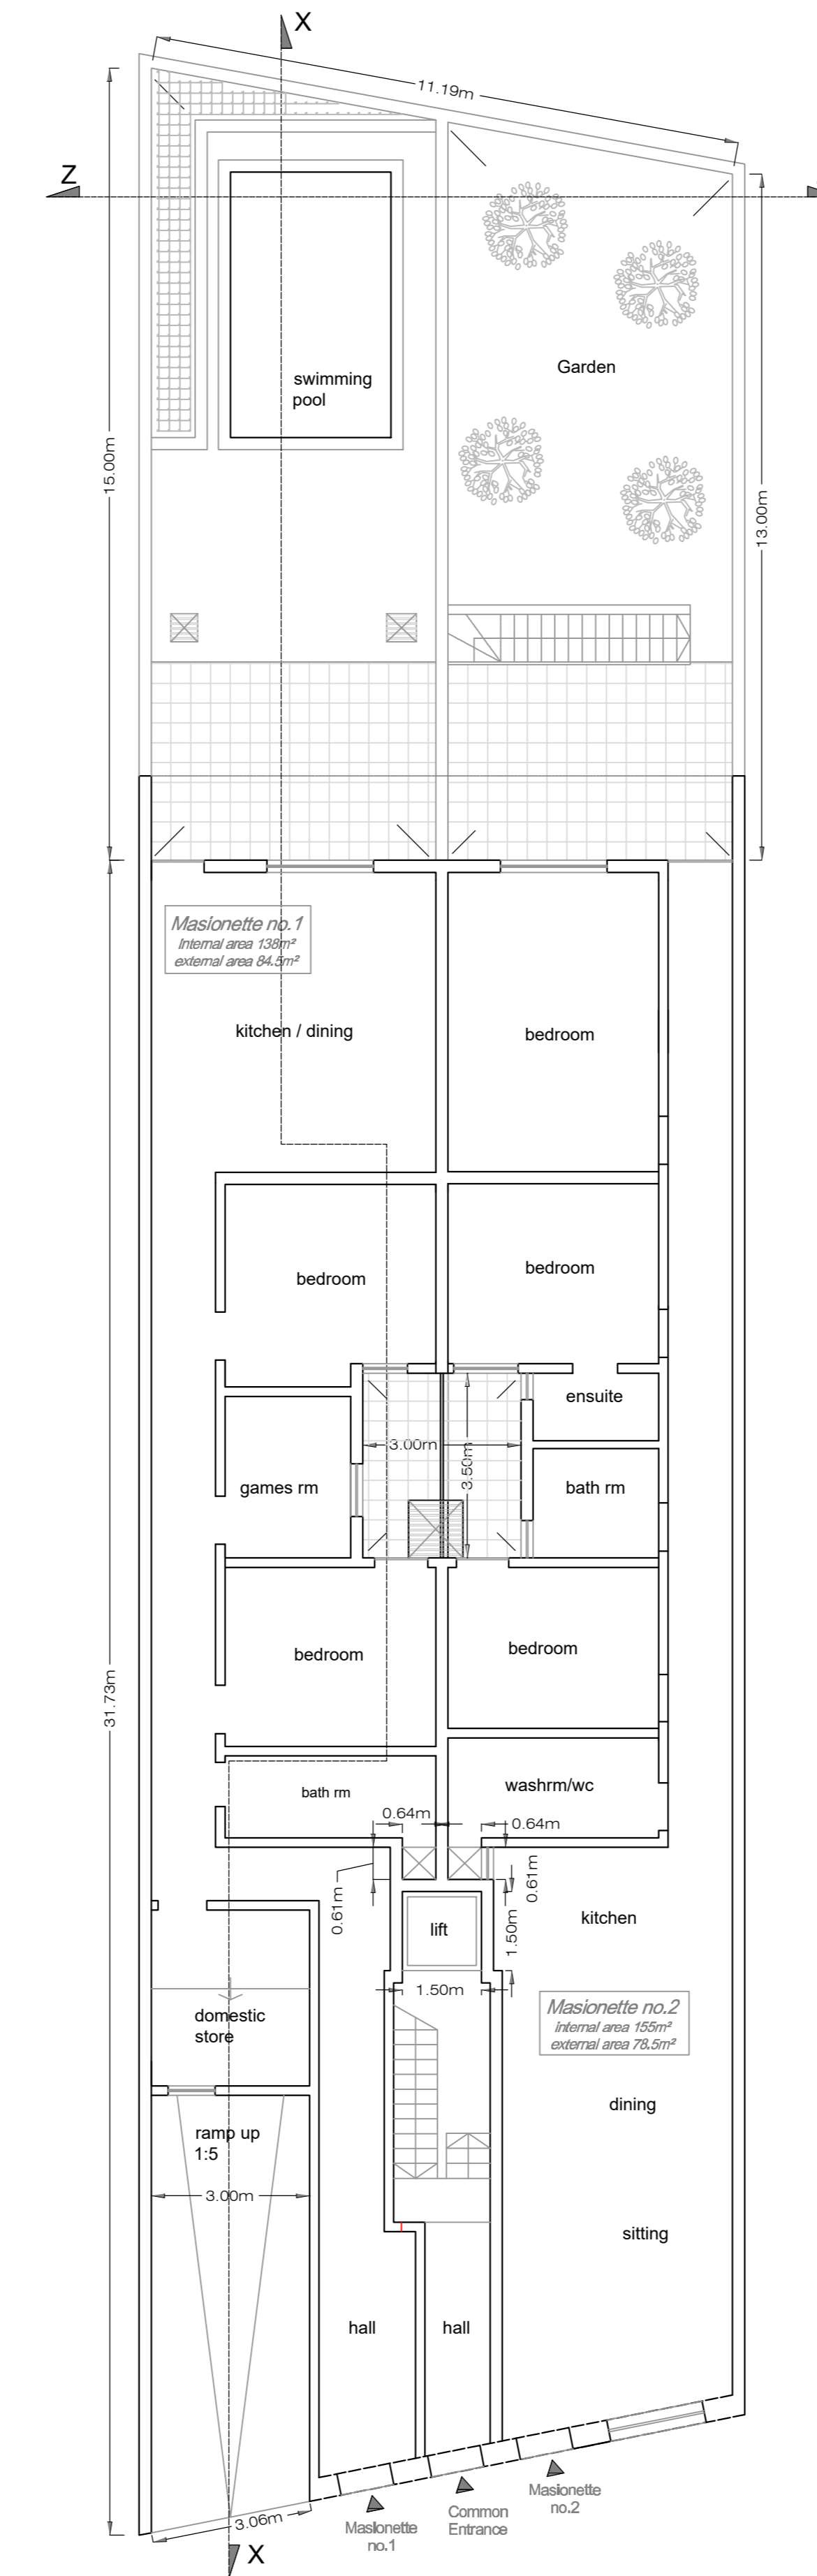 X
11.19m
Z
swimming
pool
Garden
15.00m
13.00m
Masionette no.1
Internal area 138m²
external area 84.5m²
kitchen / dining
bedroom
bedroom
bedroom
ensuite
3.00m
3.50m
games rm
bath rm
bedroom
bedroom
31.73m
bath rm
washrm/wc
0.64m
0.64m
0.61m
0.61m
kitchen
lift
1.50m
1.50m
Masionette no.2
internal area 155m²
external area 78.5m²
domestic
store
dining
ramp up
1:5
3.00m
sitting
hall
hall
3.06m
Masionette
no.1
Common
Entrance
Masionette
no.2
X